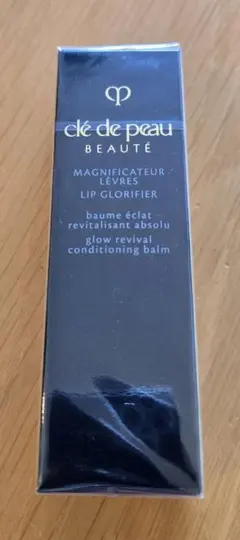 clé de peau
BEAUTÉ
MAGNIFICATEUR
LÈVRES
LIP GLORIFIER
baume éclat
revitalisant absolu
glow revival
conditioning balm